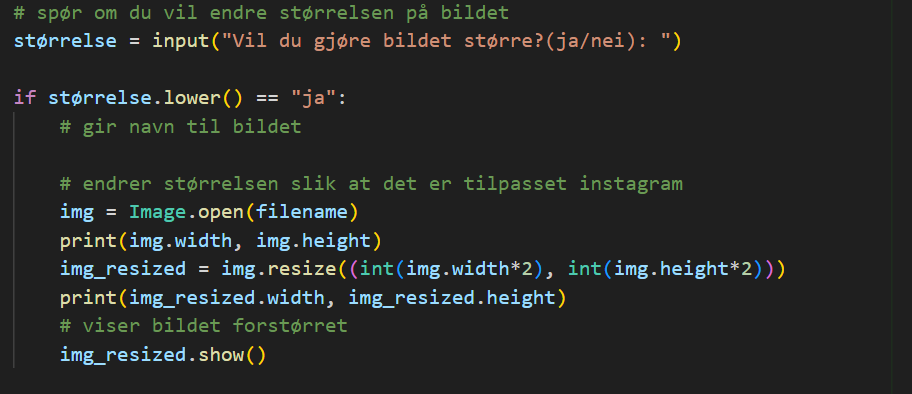 # spør om du vil endre størrelsen på bildet
størrelse = input("Vil du gjøre bildet større?(ja/nei): ")
if størrelse.lower() == "ja":
# gir navn til bildet
# endrer størrelsen slik at det er tilpasset instagram
img = Image.open(filename)
print(img.width, img.height)
img_resized = img.resize((int(img.width*2), int(img.height*2)))
print(img_resized.width, img_resized.height)
# viser bildet forstørret
img_resized.show()